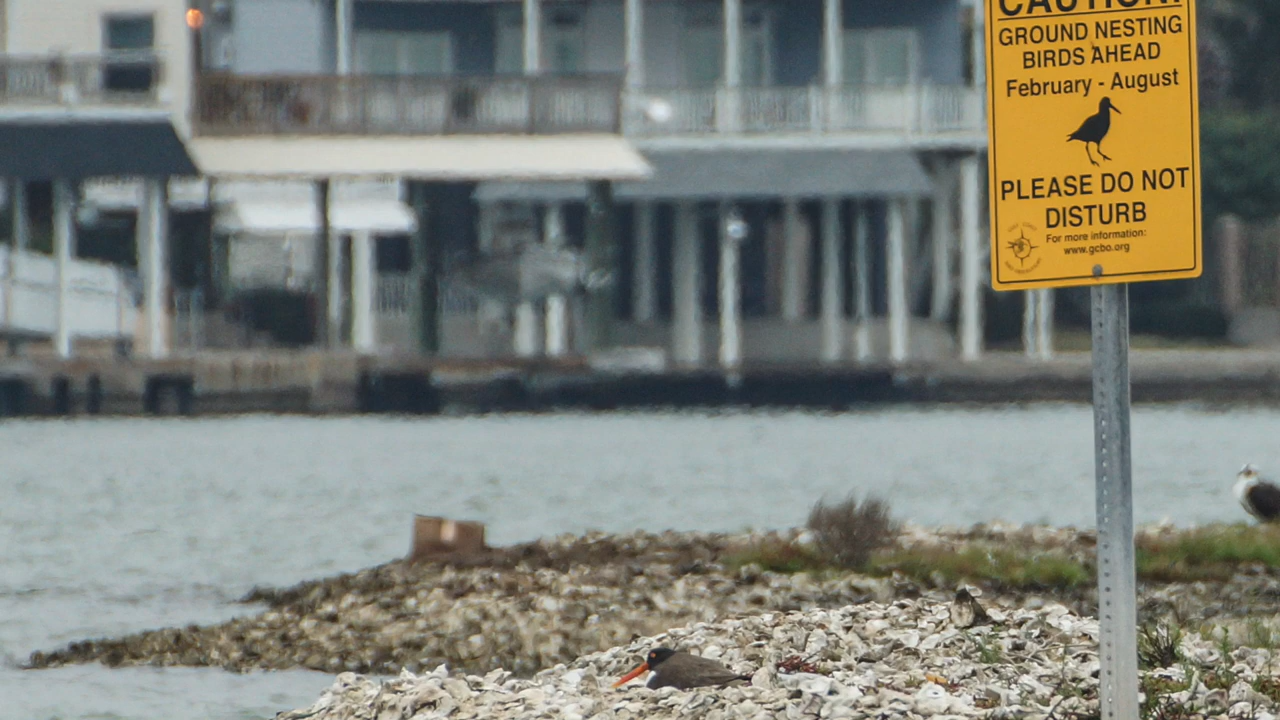 CAUTION!
GROUND NESTING
BIRDS AHEAD
February - August
PLEASE DO NOT
DISTURB
For more information:
www.gcbo.org